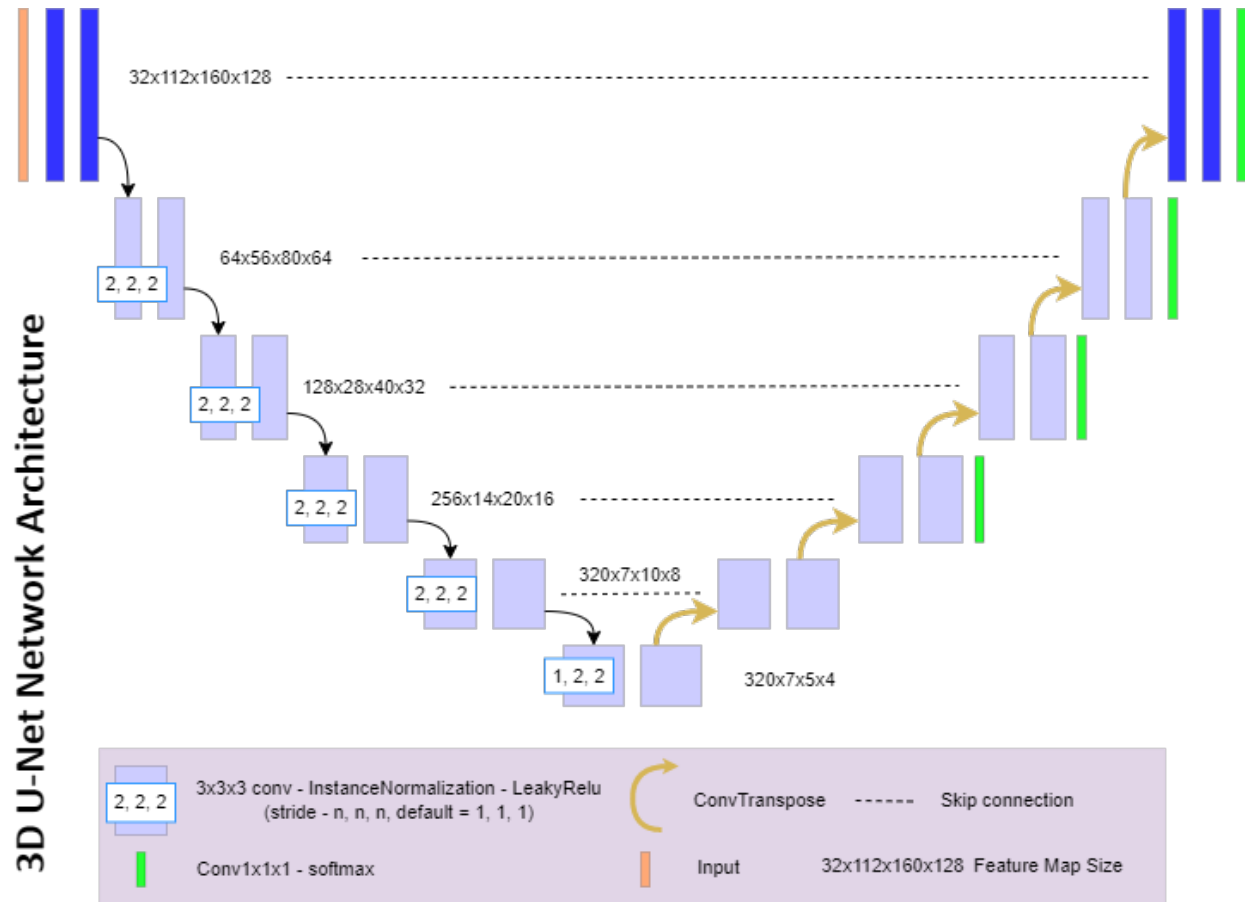 3D U-Net Network Architecture
32x112x160x128
2, 2, 2
64x56x80x64
2, 2, 2
128x28x40x32
2, 2, 2
256x14x20x16
2, 2, 2
320x7x10x8
1, 2, 2
320x7x5x4
2, 2, 2
3x3x3 conv - InstanceNormalization - LeakyRelu
(stride - n, n, n, default = 1, 1, 1)
ConvTranspose
Skip connection
Conv1x1x1 - softmax
Input
32x112x160x128 Feature Map Size